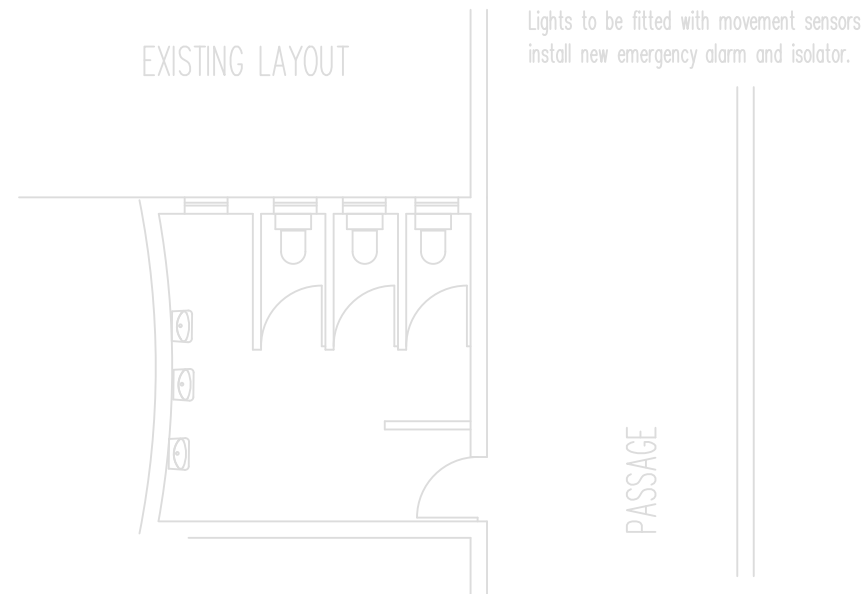 Lights to be fitted with movement sensors
install new emergency alarm and isolator.
EXISTING LAYOUT
PASSAGE